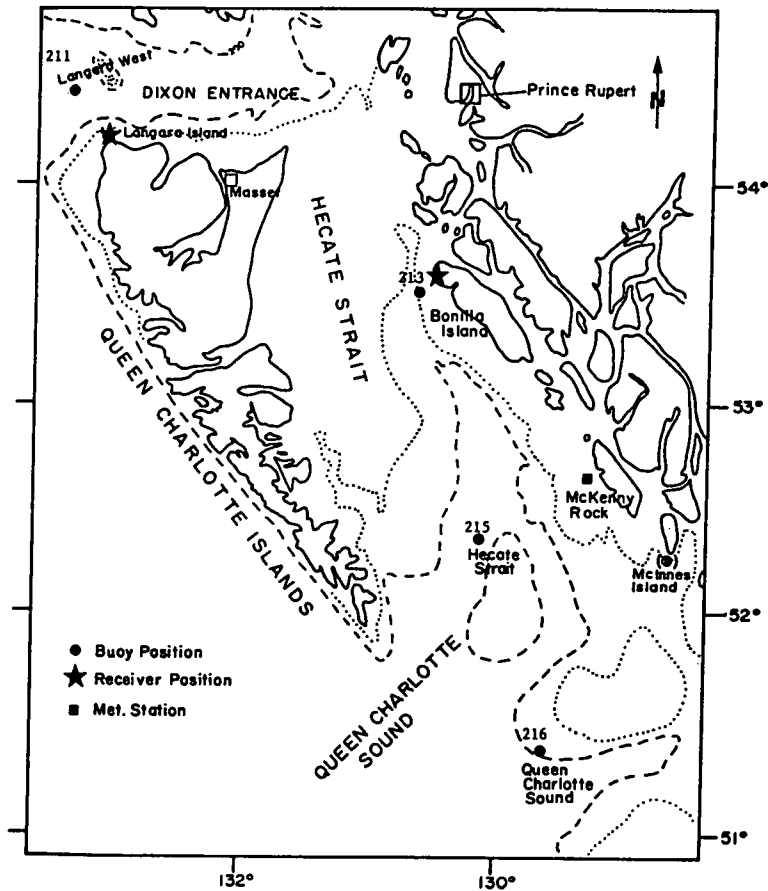 211
Langara West
200
DIXON ENTRANCE
Prince Rupert
N
Langara Island
Masset
54°
HECATE STRAIT
213
Bonilla
Island
QUEEN CHARLOTTE ISLANDS
53°
McKenny
Rock
215
Hecate
Strait
McInnes
Island
52°
Buoy Position
Receiver Position
Met. Station
QUEEN CHARLOTTE
SOUND
216
Queen
Charlotte
Sound
51°
132°
130°